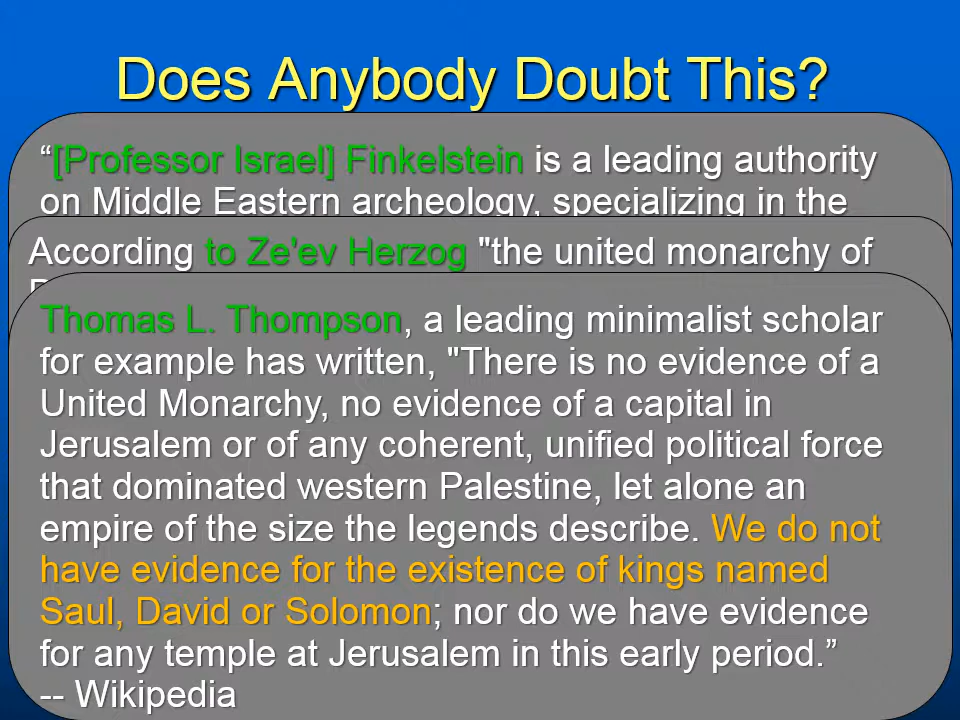 Does Anybody Doubt This?
“[Professor Israel] Finkelstein is a leading authority
on Middle Eastern archeology, specializing in the
According to Ze'ev Herzog "the united monarchy of
Thomas L. Thompson, a leading minimalist scholar
for example has written, "There is no evidence of a
United Monarchy, no evidence of a capital in
Jerusalem or of any coherent, unified political force
that dominated western Palestine, let alone an
empire of the size the legends describe. We do not
have evidence for the existence of kings named
Saul, David or Solomon; nor do we have evidence
for any temple at Jerusalem in this early period.”
-- Wikipedia